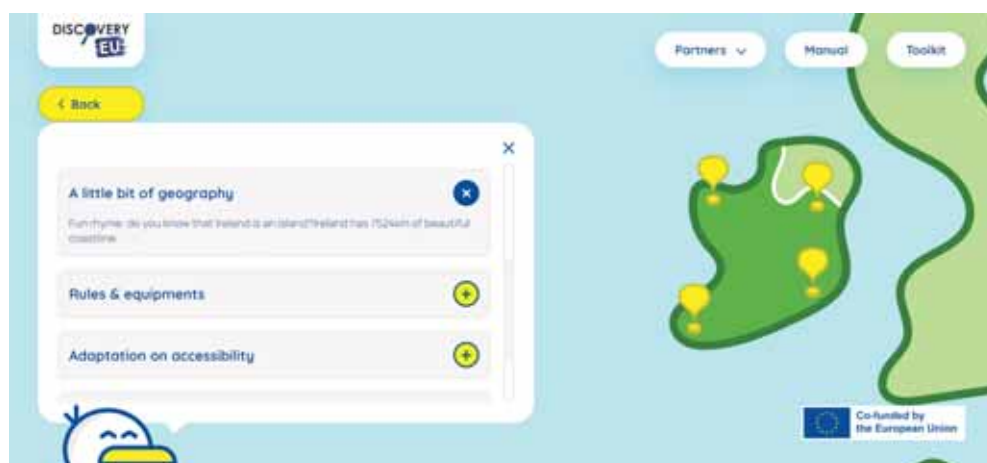 DISCOVERY
EU
Partners
Manual
Toolkit
Back
A little bit of geography
Fun rhyme: do you know that Ireland is an island?Ireland has 7524km of beautiful
coastline
Rules & equipments
Adaptation on accessibility
Co-funded by
the European Union